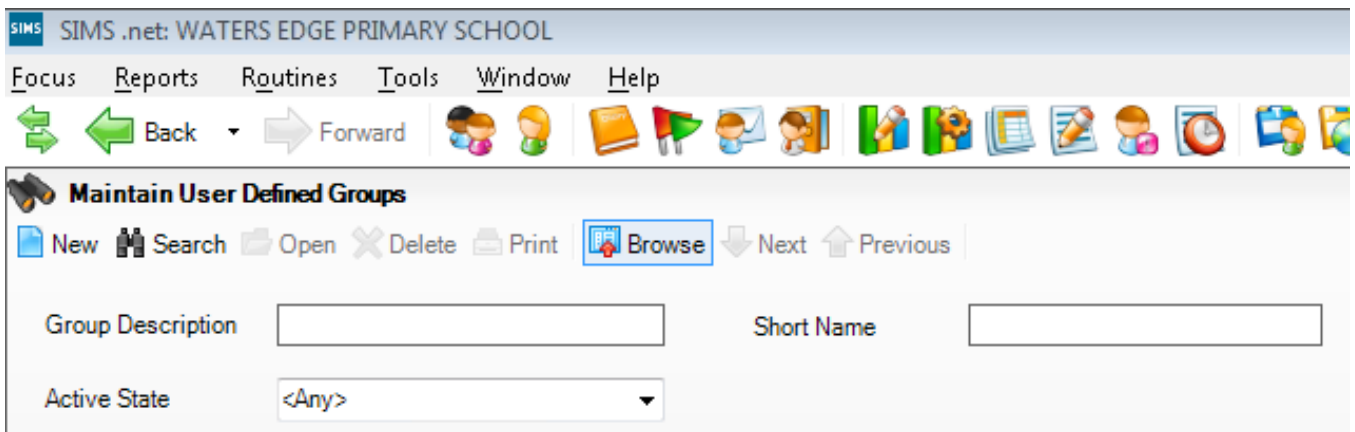 SIMS SIMS .net: WATERS EDGE PRIMARY SCHOOL
Focus Reports Routines Tools Window Help
Back Forward
Maintain User Defined Groups
New Search Open Delete Print Browse Next Previous
Group Description Short Name
Active State <Any>